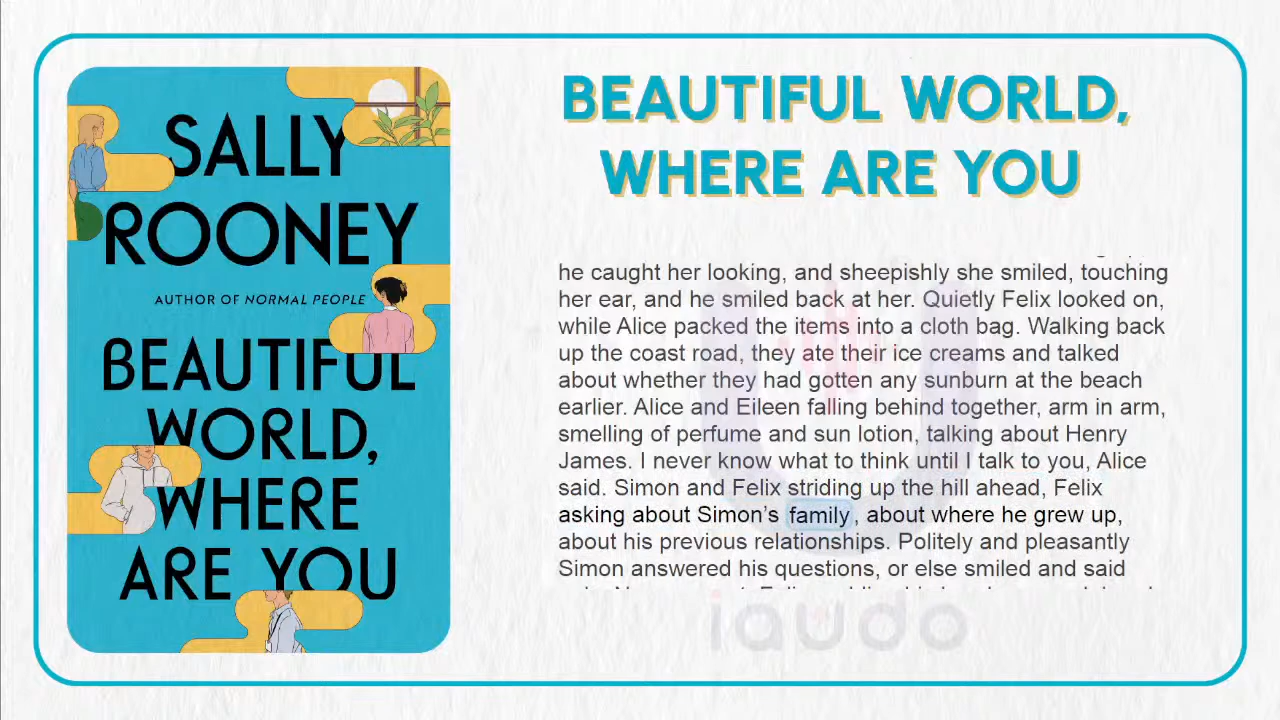 SALLY
ROONEY
AUTHOR OF NORMAL PEOPLE
BEAUTIFUL
WORLD,
WHERE
ARE YOU
BEAUTIFUL WORLD,
WHERE ARE YOU
he caught her looking, and sheepishly she smiled, touching
her ear, and he smiled back at her. Quietly Felix looked on,
while Alice packed the items into a cloth bag. Walking back
up the coast road, they ate their ice creams and talked
about whether they had gotten any sunburn at the beach
earlier. Alice and Eileen falling behind together, arm in arm,
smelling of perfume and sun lotion, talking about Henry
James. I never know what to think until I talk to you, Alice
said. Simon and Felix striding up the hill ahead, Felix
asking about Simon’s family, about where he grew up,
about his previous relationships. Politely and pleasantly
Simon answered his questions, or else smiled and said
iaudo